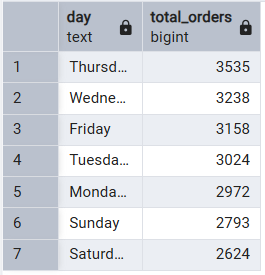 day total_orders
text bigint
1 Thursd... 3535
2 Wedne... 3238
3 Friday 3158
4 Tuesda... 3024
5 Monda... 2972
6 Sunday 2793
7 Saturd... 2624